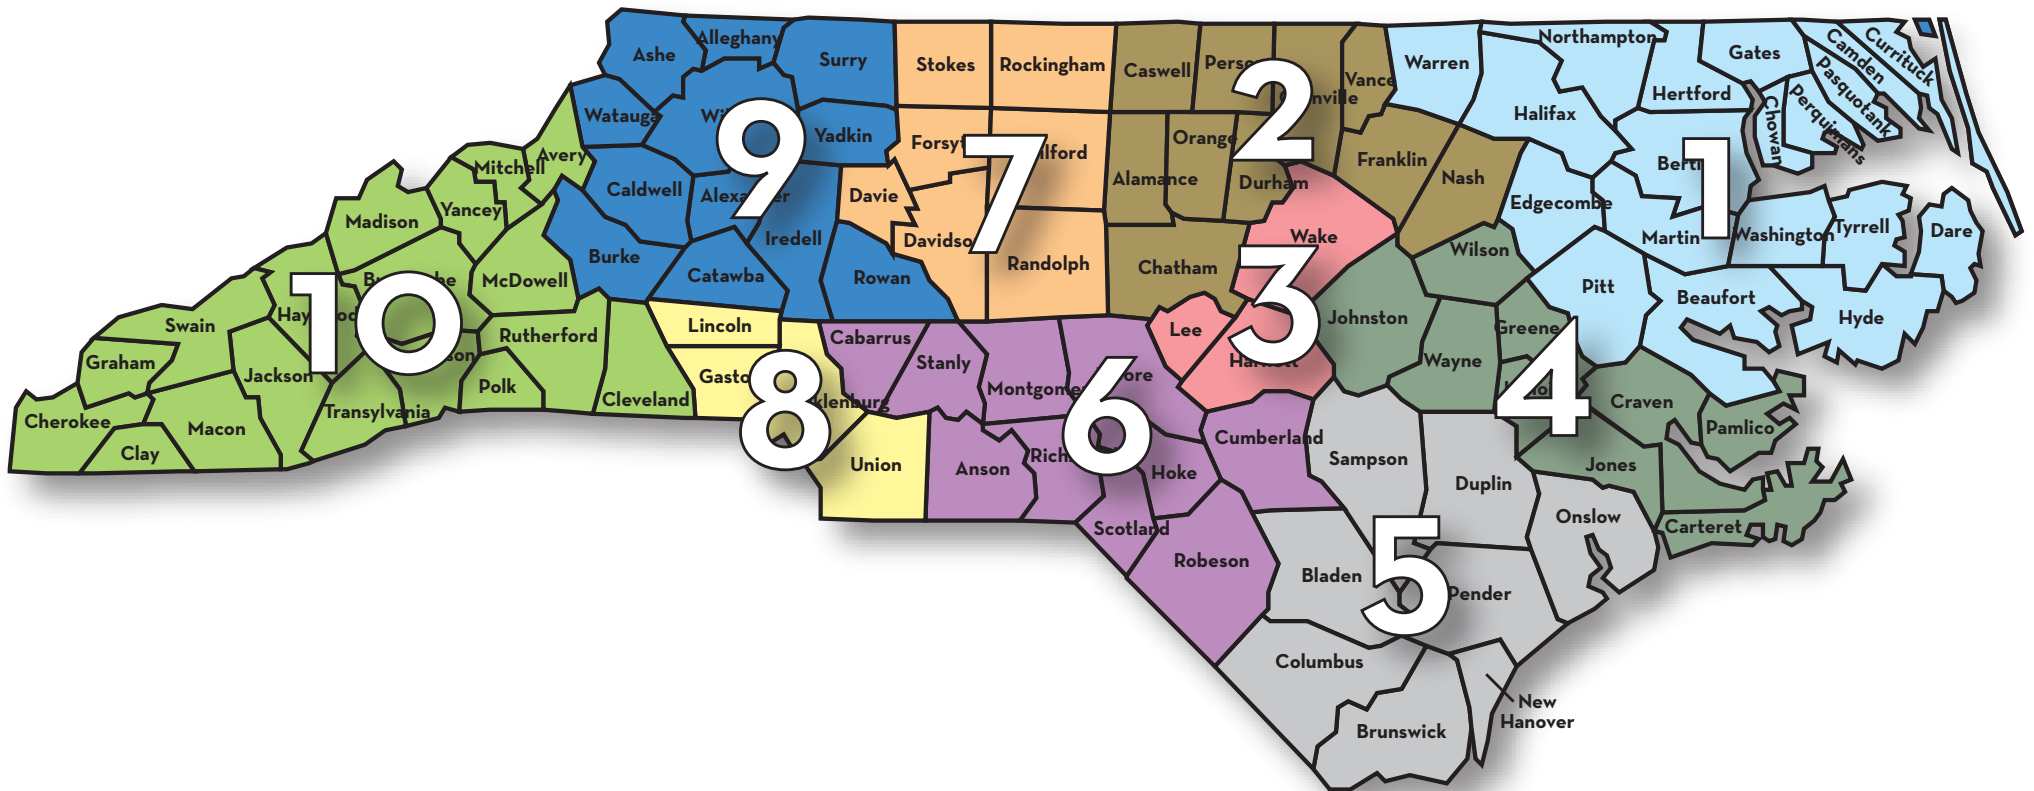 Ashe
Alleghany
Surry
Stokes
Rockingham
Caswell
Vance
Warren
Northampton
Gates
Camden
Currituck
Pasquotank
Perquimans
Chowan
Hertford
Halifax
Watauga
9
Yadkin
7
2
Orange
Franklin
Nash
1
Mitchell
Avery
Caldwell
Davie
Alamance
Durham
Edgecombe
Martin
Washington
Tyrrell
Dare
Madison
Yancey
Burke
Iredell
Catawba
Rowan
Randolph
Chatham
Wake
3
Wilson
Pitt
Beaufort
Hyde
McDowell
10
Swain
Graham
Jackson
Rutherford
Polk
Cleveland
Lincoln
8
Cabarrus
Stanly
6
Lee
Johnston
Wayne
Greene
4
Craven
Pamlico
Cherokee
Clay
Macon
Transylvania
Union
Anson
Hoke
Cumberland
Sampson
Duplin
Jones
Onslow
Carteret
Scotland
Robeson
Bladen
5
Pender
Columbus
Brunswick
New
Hanover